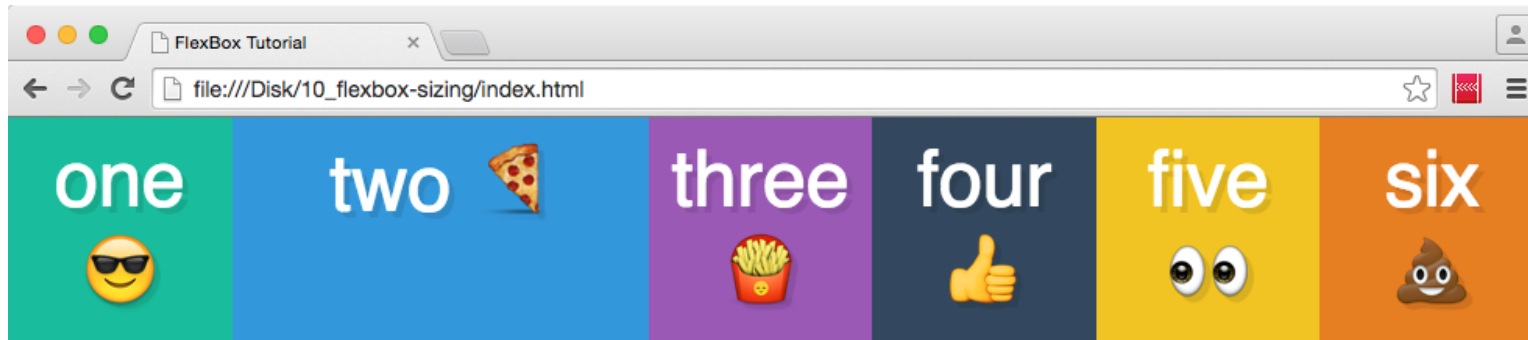 FlexBox Tutorial
file:///Disk/10_flexbox-sizing/index.html
one two three four five six